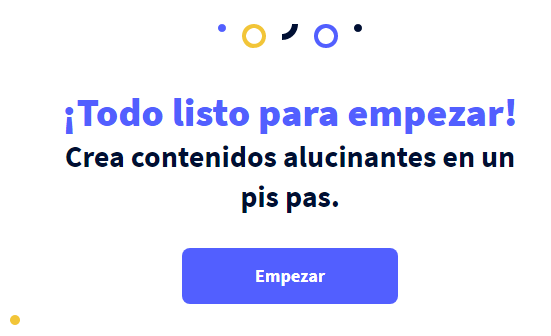 ¡Todo listo para empezar!
Crea contenidos alucinantes en un
pis pas.
Empezar